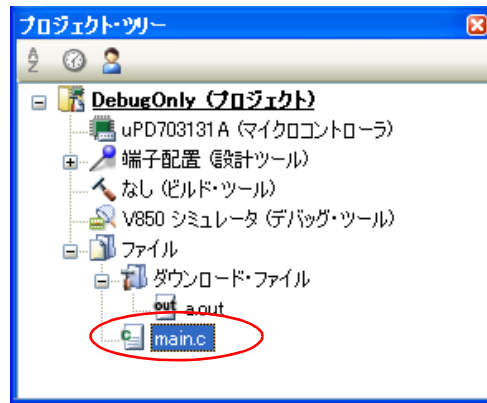 プロジェクト・ツリー
DebugOnly (プロジェクト)
uPD703131A (マイクロコントローラ)
端子配置 (設計ツール)
なし (ビルド・ツール)
V850 シミュレータ (デバッグ・ツール)
ファイル
ダウンロード・ファイル
out a.out
c main.c